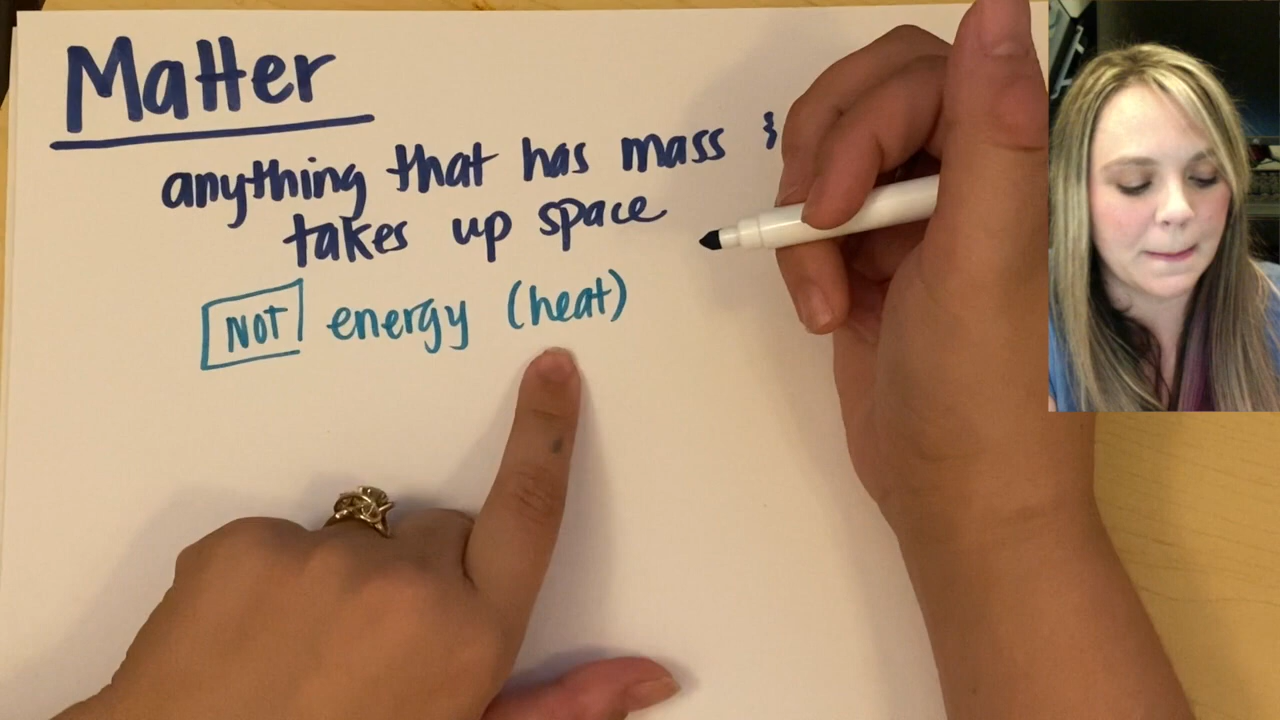 Matter
anything that has mass &
takes up space
NOT energy (heat)